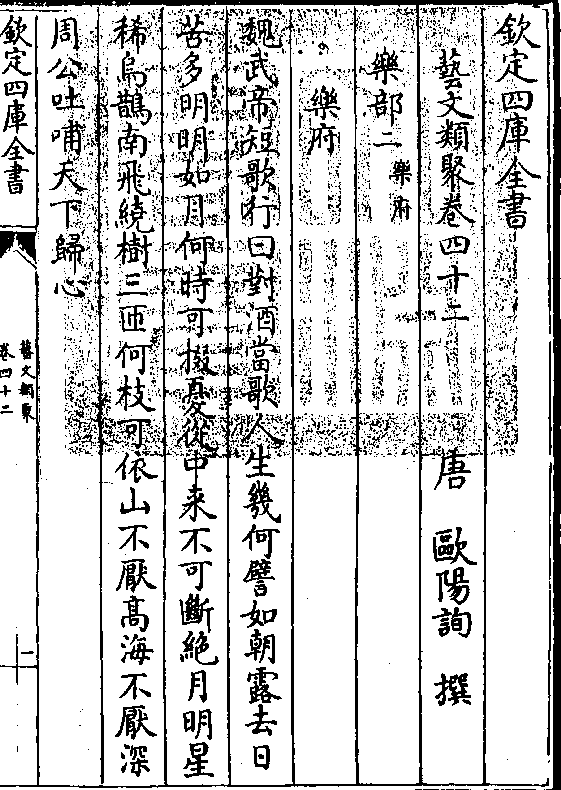 欽定四庫全書
藝文類聚卷四十二
唐 歐陽詢 撰
樂部二 樂府
樂府
魏武帝短歌行曰對酒當歌人生幾何譬如朝露去日
苦多明明如月何時可掇憂從中来不可斷絶月明星
稀烏鵲南飛繞樹三匝何枝可依山不厭髙海不厭深
周公吐哺天下歸心
欽定四庫全書
藝文類聚
卷四十二
一